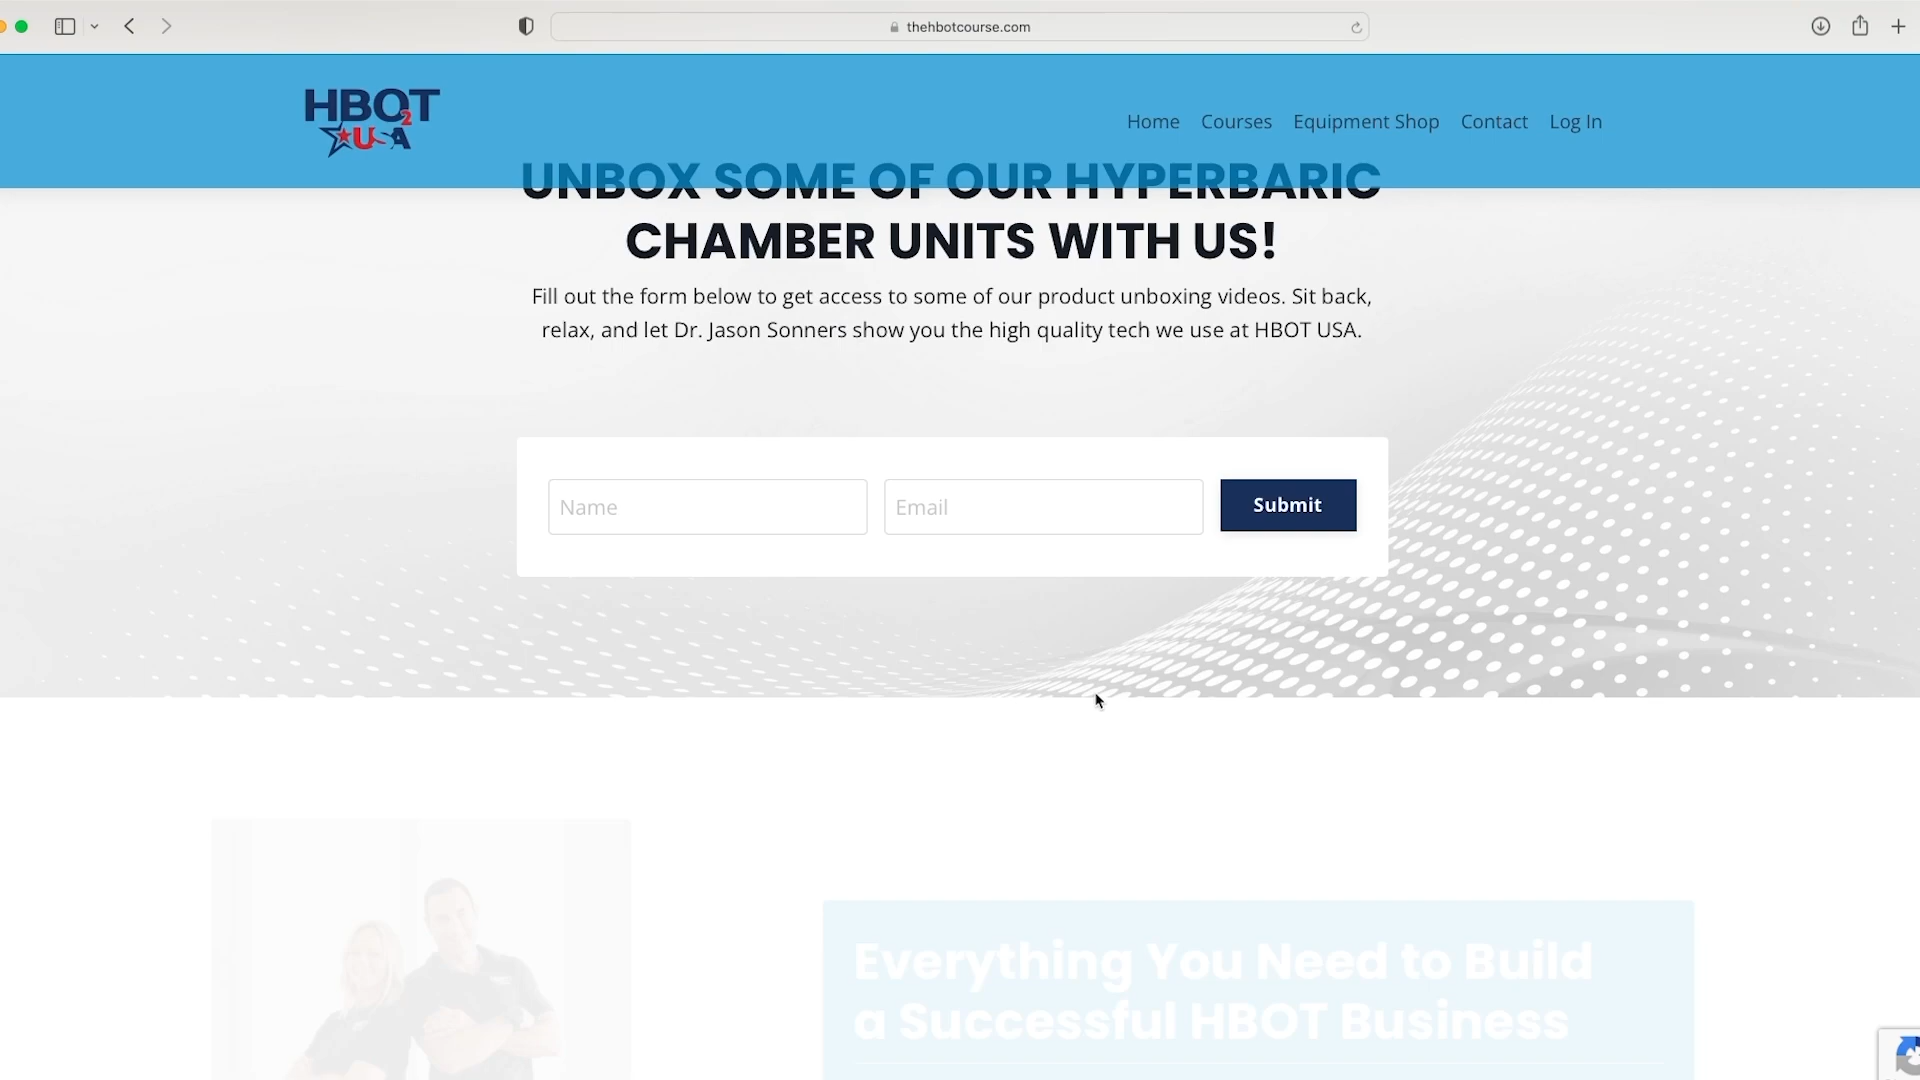 thehbotcourse.com
HBO2T
USA
Home Courses Equipment Shop Contact Log In
UNBOX SOME OF OUR HYPERBARIC
CHAMBER UNITS WITH US!
Fill out the form below to get access to some of our product unboxing videos. Sit back,
relax, and let Dr. Jason Sonners show you the high quality tech we use at HBOT USA.
Name Email Submit
Everything You Need to Build
a Successful HBOT Business